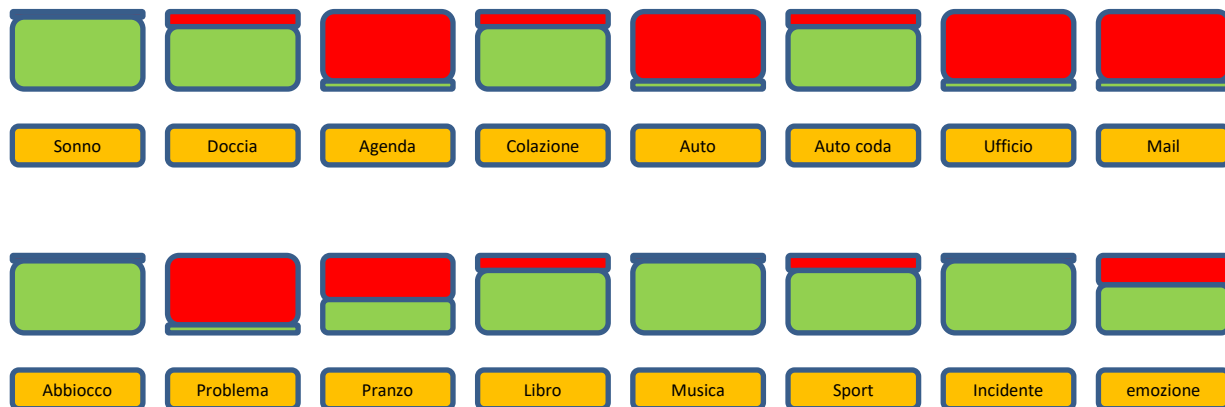 Sonno
Doccia
Agenda
Colazione
Auto
Auto coda
Ufficio
Mail
Abbiocco
Problema
Pranzo
Libro
Musica
Sport
Incidente
emozione